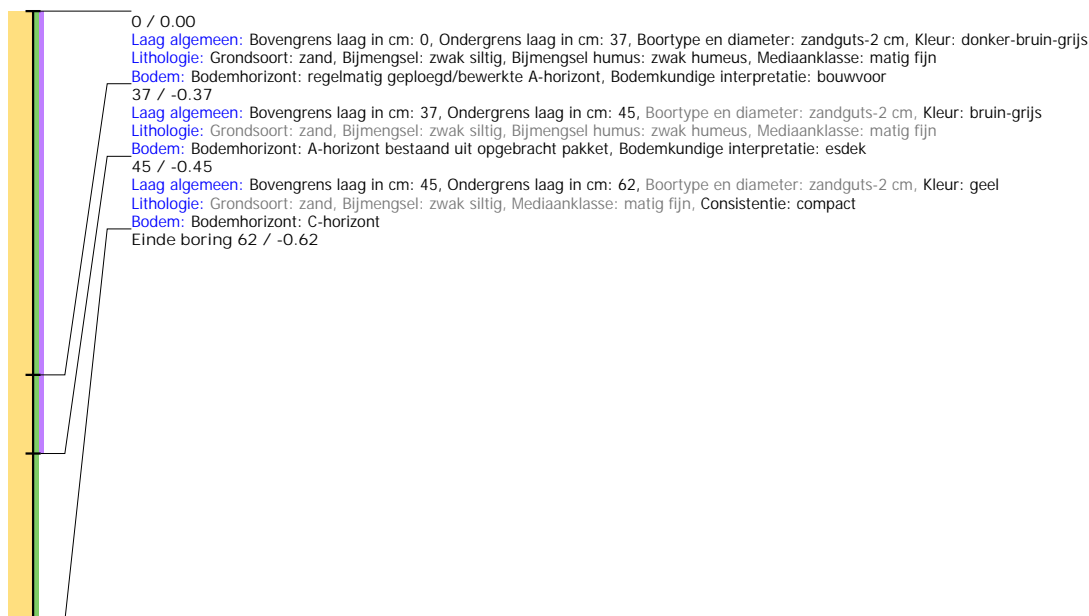 0 / 0.00
Laag algemeen: Bovengrens laag in cm: 0, Ondergrens laag in cm: 37, Boortype en diameter: zandguts-2 cm, Kleur: donker-bruin-grijs
Lithologie: Grondsoort: zand, Bijmengsel: zwak siltig, Bijmengsel humus: zwak humeus, Mediaanklasse: matig fijn
Bodem: Bodemhorizont: regelmatig geploegd/bewerkte A-horizont, Bodemkundige interpretatie: bouwvoor
37 / -0.37
Laag algemeen: Bovengrens laag in cm: 37, Ondergrens laag in cm: 45, Boortype en diameter: zandguts-2 cm, Kleur: bruin-grijs
Lithologie: Grondsoort: zand, Bijmengsel: zwak siltig, Bijmengsel humus: zwak humeus, Mediaanklasse: matig fijn
Bodem: Bodemhorizont: A-horizont bestaand uit opgebracht pakket, Bodemkundige interpretatie: esdek
45 / -0.45
Laag algemeen: Bovengrens laag in cm: 45, Ondergrens laag in cm: 62, Boortype en diameter: zandguts-2 cm, Kleur: geel
Lithologie: Grondsoort: zand, Bijmengsel: zwak siltig, Mediaanklasse: matig fijn, Consistentie: compact
Bodem: Bodemhorizont: C-horizont
Einde boring 62 / -0.62